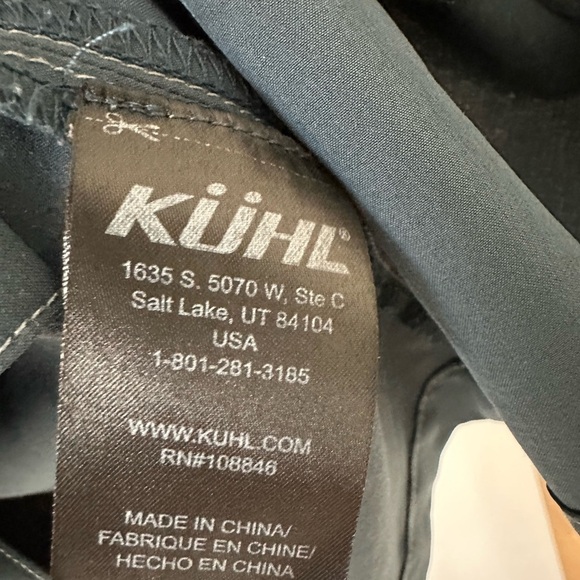 KÜHL®
1635 S. 5070 W, Ste C
Salt Lake, UT 84104
USA
1-801-281-3185
WWW.KUHL.COM
RN#108846
MADE IN CHINA/
FABRIQUE EN CHINE/
HECHO EN CHINA